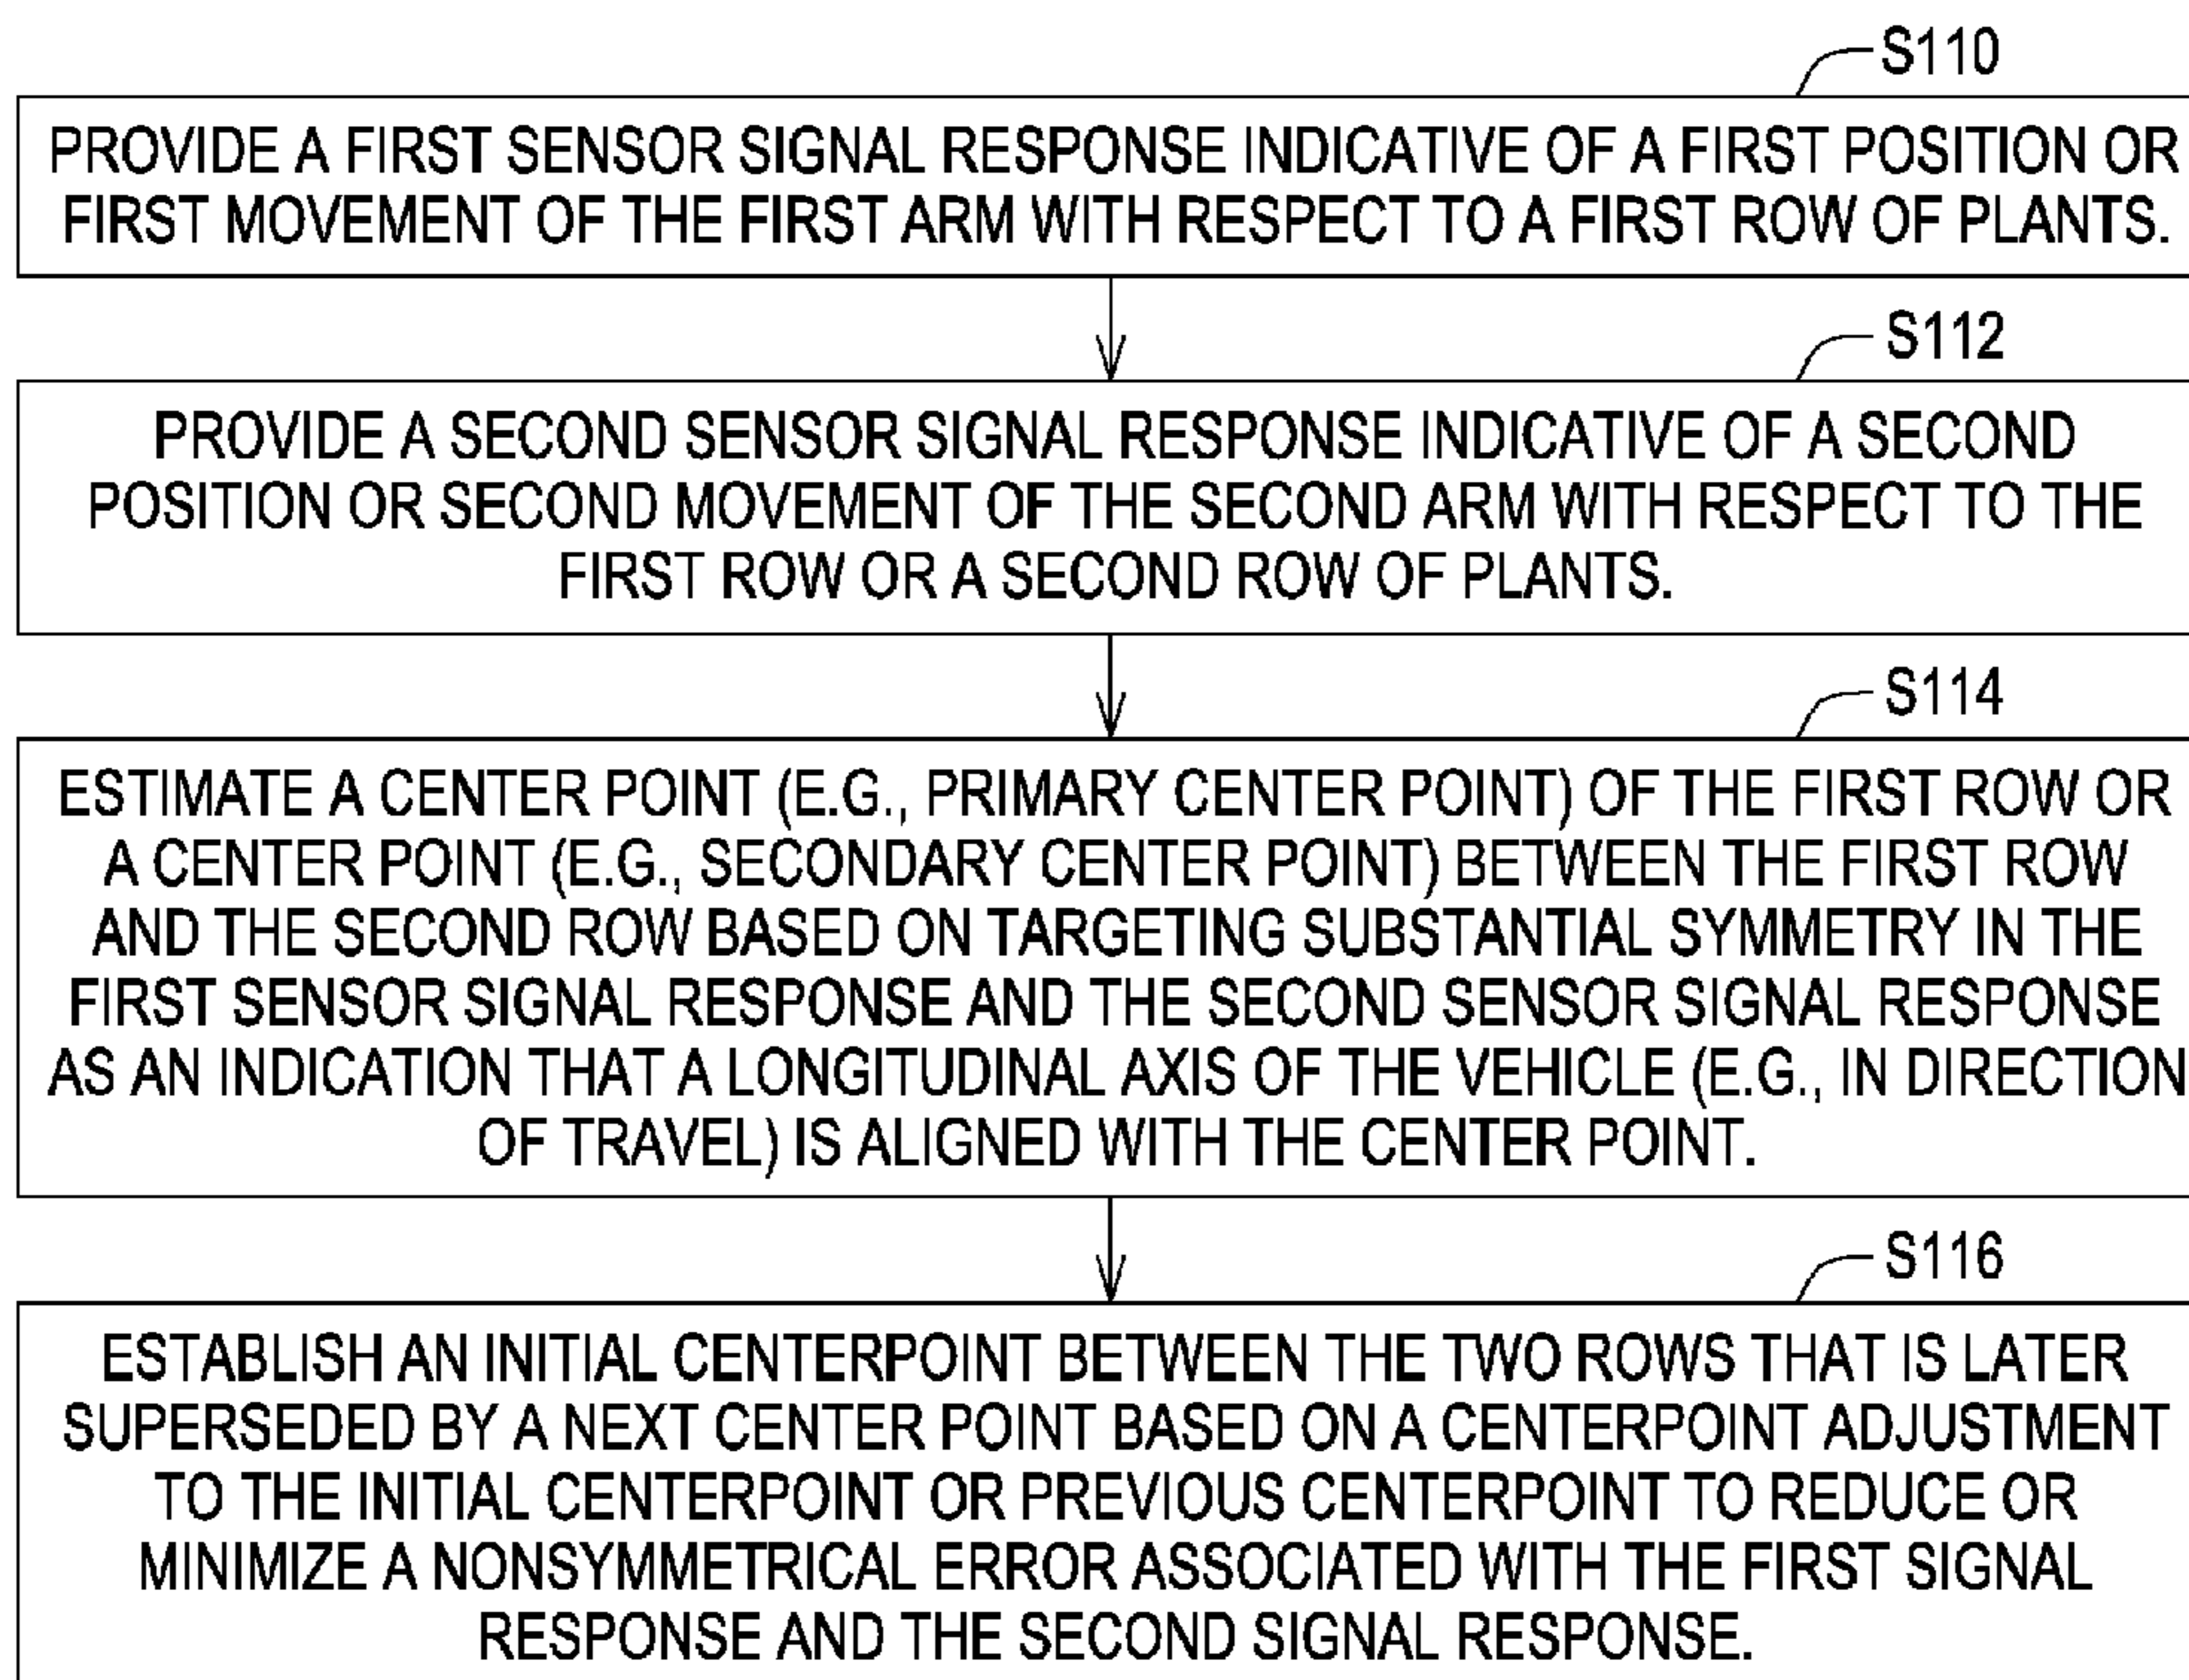 S110
PROVIDE A FIRST SENSOR SIGNAL RESPONSE INDICATIVE OF A FIRST POSITION OR
FIRST MOVEMENT OF THE FIRST ARM WITH RESPECT TO A FIRST ROW OF PLANTS.
S112
PROVIDE A SECOND SENSOR SIGNAL RESPONSE INDICATIVE OF A SECOND
POSITION OR SECOND MOVEMENT OF THE SECOND ARM WITH RESPECT TO THE
FIRST ROW OR A SECOND ROW OF PLANTS.
S114
ESTIMATE A CENTER POINT (E.G., PRIMARY CENTER POINT) OF THE FIRST ROW OR
A CENTER POINT (E.G., SECONDARY CENTER POINT) BETWEEN THE FIRST ROW
AND THE SECOND ROW BASED ON TARGETING SUBSTANTIAL SYMMETRY IN THE
FIRST SENSOR SIGNAL RESPONSE AND THE SECOND SENSOR SIGNAL RESPONSE
AS AN INDICATION THAT A LONGITUDINAL AXIS OF THE VEHICLE (E.G., IN DIRECTION
OF TRAVEL) IS ALIGNED WITH THE CENTER POINT.
S116
ESTABLISH AN INITIAL CENTERPOINT BETWEEN THE TWO ROWS THAT IS LATER
SUPERSEDED BY A NEXT CENTER POINT BASED ON A CENTERPOINT ADJUSTMENT
TO THE INITIAL CENTERPOINT OR PREVIOUS CENTERPOINT TO REDUCE OR
MINIMIZE A NONSYMMETRICAL ERROR ASSOCIATED WITH THE FIRST SIGNAL
RESPONSE AND THE SECOND SIGNAL RESPONSE.